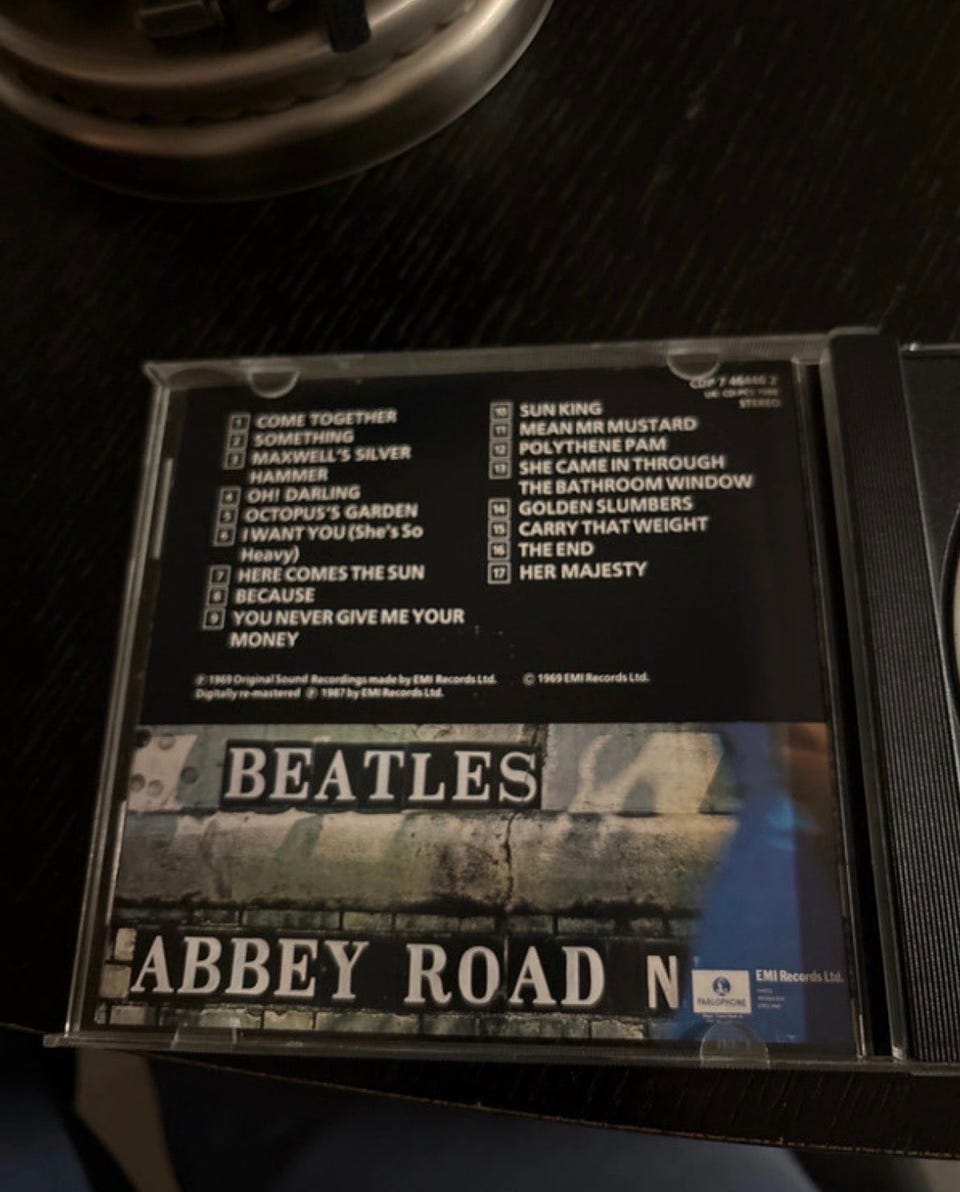 CDP 7 46446 2
STEREO
1 COME TOGETHER
2 SOMETHING
3 MAXWELL'S SILVER
HAMMER
4 OH! DARLING
5 OCTOPUS'S GARDEN
6 I WANT YOU (She's So
Heavy)
7 HERE COMES THE SUN
8 BECAUSE
9 YOU NEVER GIVE ME YOUR
MONEY
10 SUN KING
11 MEAN MR MUSTARD
12 POLYTHENE PAM
13 SHE CAME IN THROUGH
THE BATHROOM WINDOW
14 GOLDEN SLUMBERS
15 CARRY THAT WEIGHT
16 THE END
17 HER MAJESTY
℗ 1969 Original Sound Recordings made by EMI Records Ltd. © 1969 EMI Records Ltd.
Digitally re-mastered ℗ 1987 by EMI Records Ltd.
BEATLES
ABBEY ROAD N
PARLOPHONE
EMI Records Ltd.